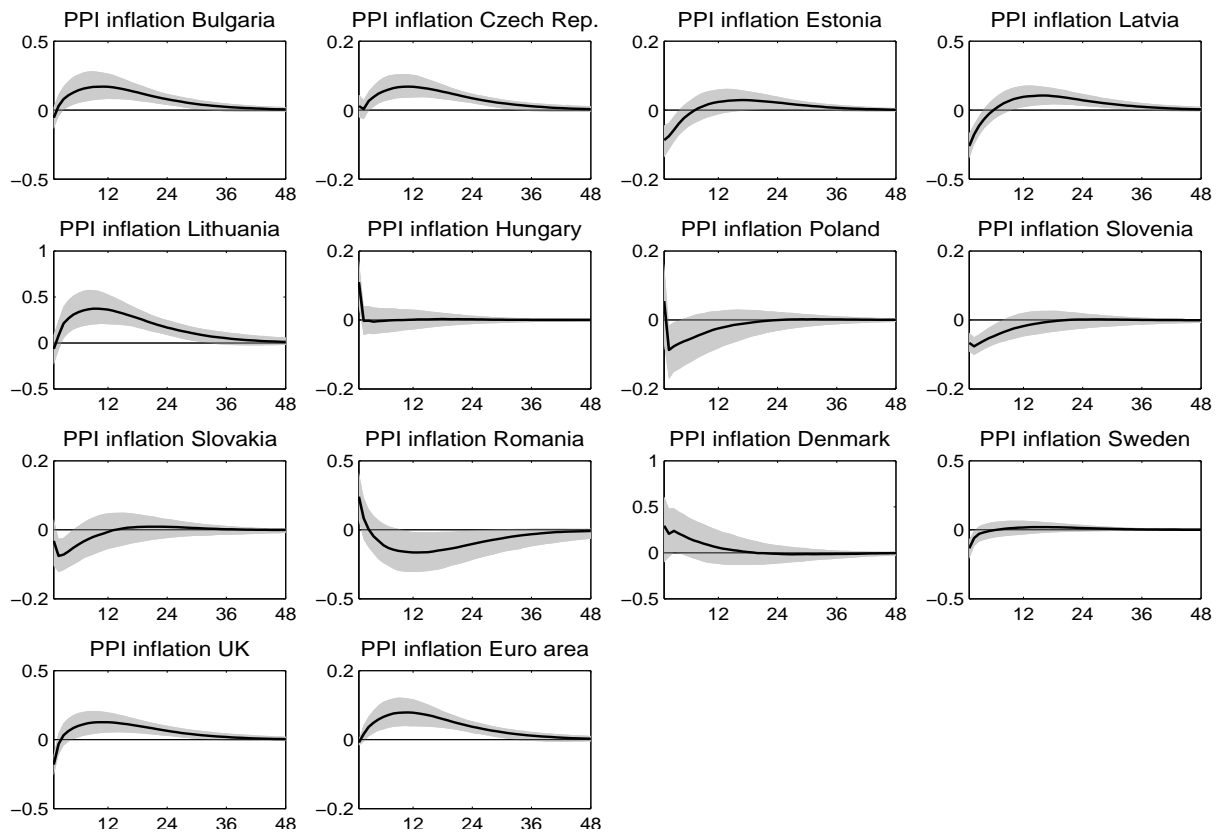 PPI inflation Bulgaria
0.5
0
−0.5
12 24 36 48
PPI inflation Czech Rep.
0.2
0
−0.2
12 24 36 48
PPI inflation Estonia
0.2
0
−0.2
12 24 36 48
PPI inflation Latvia
0.5
0
−0.5
12 24 36 48
PPI inflation Lithuania
1
0.5
0
−0.5
12 24 36 48
PPI inflation Hungary
0.2
0
−0.2
12 24 36 48
PPI inflation Poland
0.2
0
−0.2
12 24 36 48
PPI inflation Slovenia
0.2
0
−0.2
12 24 36 48
PPI inflation Slovakia
0.2
0
−0.2
12 24 36 48
PPI inflation Romania
0.5
0
−0.5
12 24 36 48
PPI inflation Denmark
1
0.5
0
−0.5
12 24 36 48
PPI inflation Sweden
0.5
0
−0.5
12 24 36 48
PPI inflation UK
0.5
0
−0.5
12 24 36 48
PPI inflation Euro area
0.2
0
−0.2
12 24 36 48